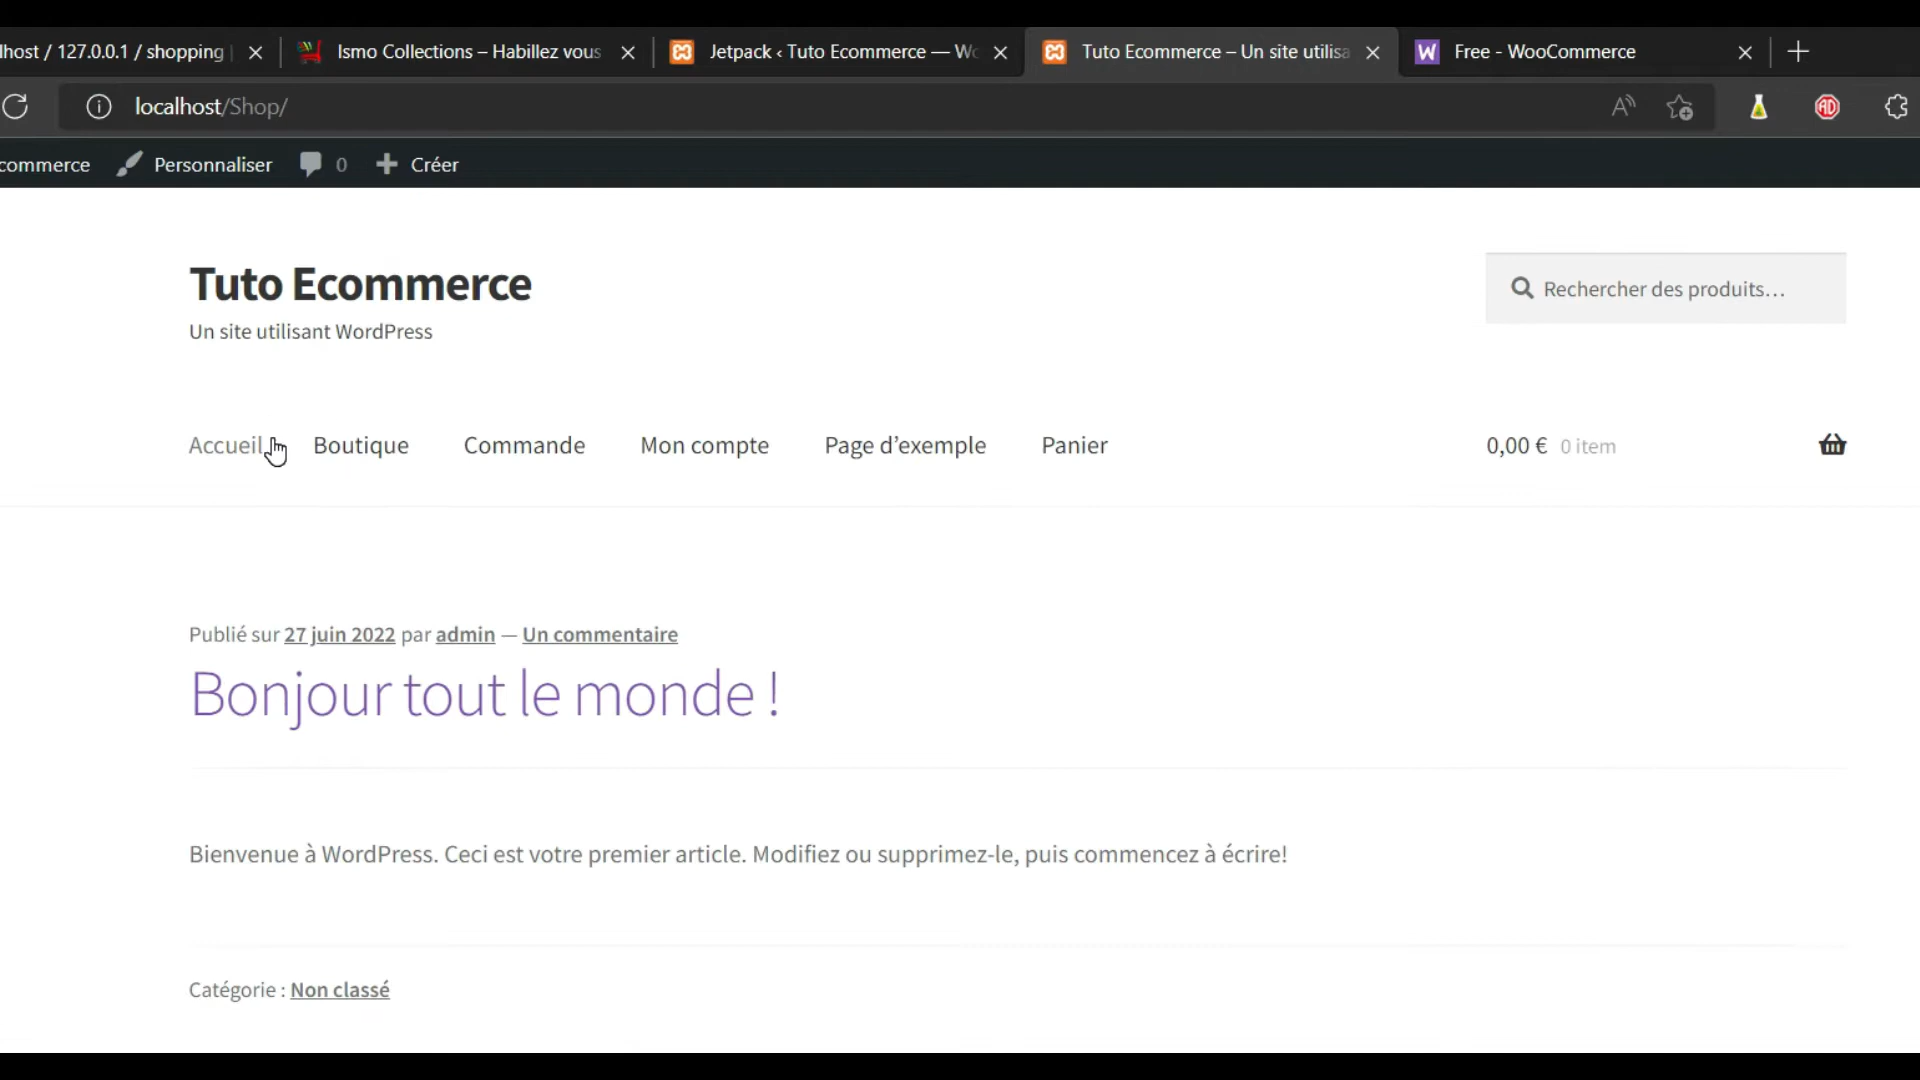 lhost / 127.0.0.1 / shopping |
Ismo Collections – Habillez vous
Jetpack ‹ Tuto Ecommerce — Wo
Tuto Ecommerce – Un site utilisa
Free - WooCommerce
localhost/Shop/
commerce
Personnaliser
0
Créer
Tuto Ecommerce
Un site utilisant WordPress
Rechercher des produits…
Accueil
Boutique
Commande
Mon compte
Page d’exemple
Panier
0,00 € 0 item
Publié sur 27 juin 2022 par admin — Un commentaire
Bonjour tout le monde !
Bienvenue à WordPress. Ceci est votre premier article. Modifiez ou supprimez-le, puis commencez à écrire!
Catégorie : Non classé